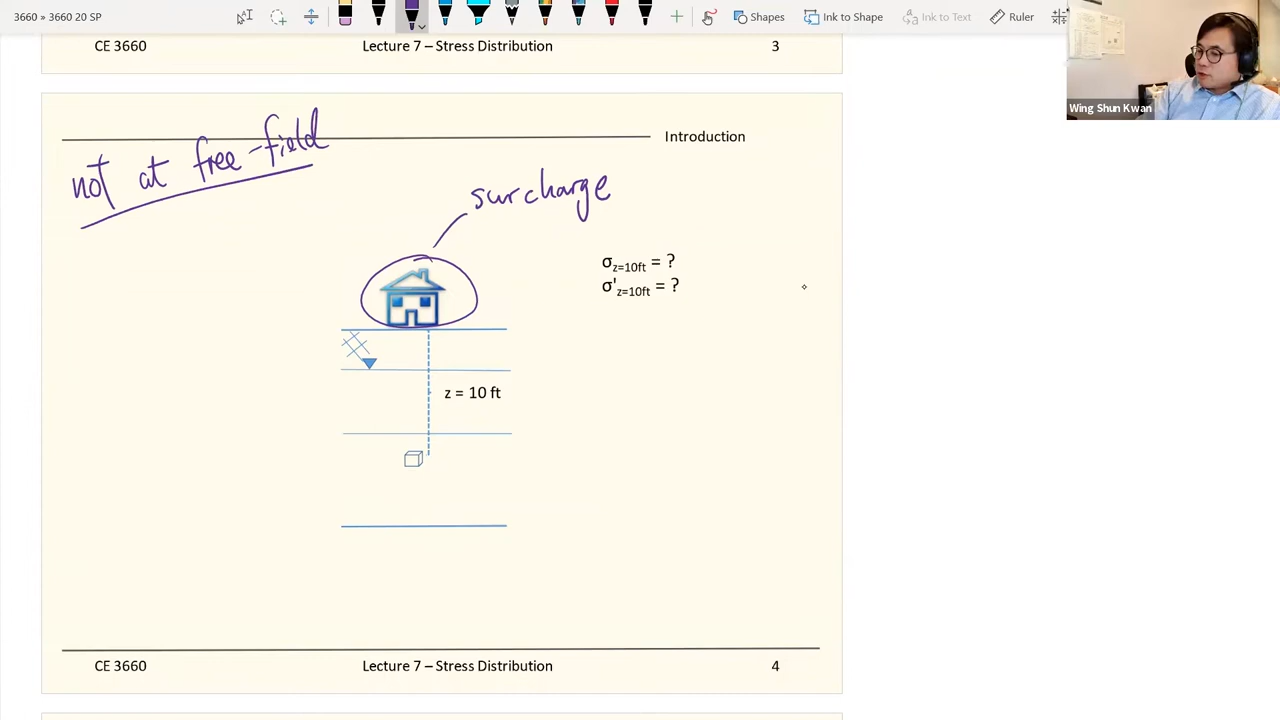 3660 » 3660 20 SP
Shapes
Ink to Shape
Ink to Text
Ruler
CE 3660
Lecture 7 – Stress Distribution
3
Wing Shun Kwan
not at free-field
Introduction
surcharge
σz=10ft = ?
σ'z=10ft = ?
z = 10 ft
CE 3660
Lecture 7 – Stress Distribution
4